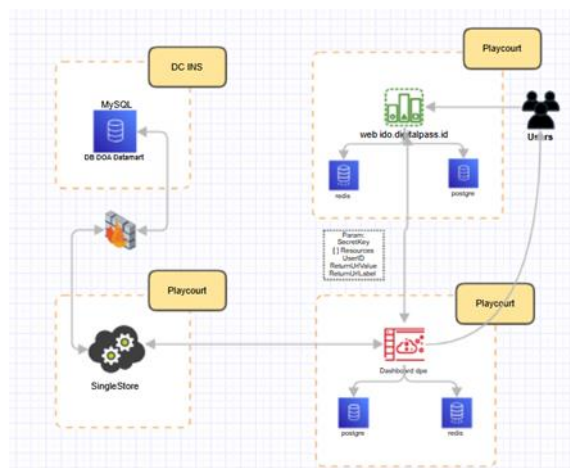 DC INS
MySQL
DB DOA Datamart
Playcourt
web ido.digitalpass.id
Users
redis
postgre
Param:
SecretKey
[ ] Resources
UserID
ReturnUrlValue
ReturnUrlLabel
Playcourt
SingleStore
Playcourt
Dashboard dpe
postgre
redis